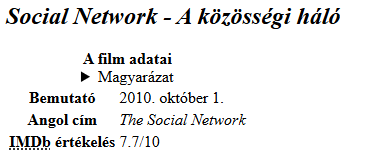 Social Network - A közösségi háló
A film adatai
▶ Magyarázat
Bemutató 2010. október 1.
Angol cím The Social Network
IMDb értékelés 7.7/10